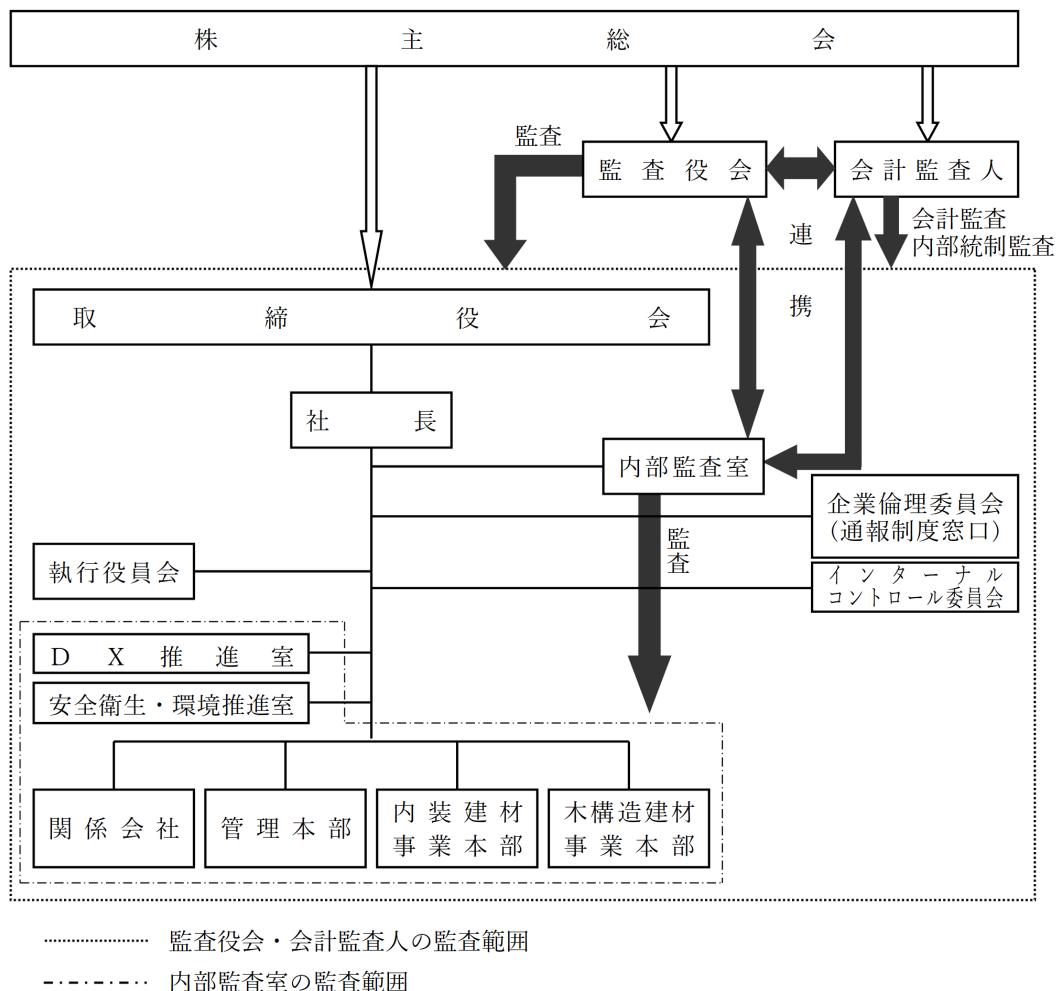 株主総会
監査
監査役会
会計監査人
会計監査
内部統制監査
連
携
取締役会
社長
内部監査室
企業倫理委員会
(通報制度窓口)
監
査
執行役員会
インターナル
コントロール委員会
DX推進室
安全衛生・環境推進室
関係会社
管理本部
内装建材
事業本部
木構造建材
事業本部
監査役会・会計監査人の監査範囲
内部監査室の監査範囲